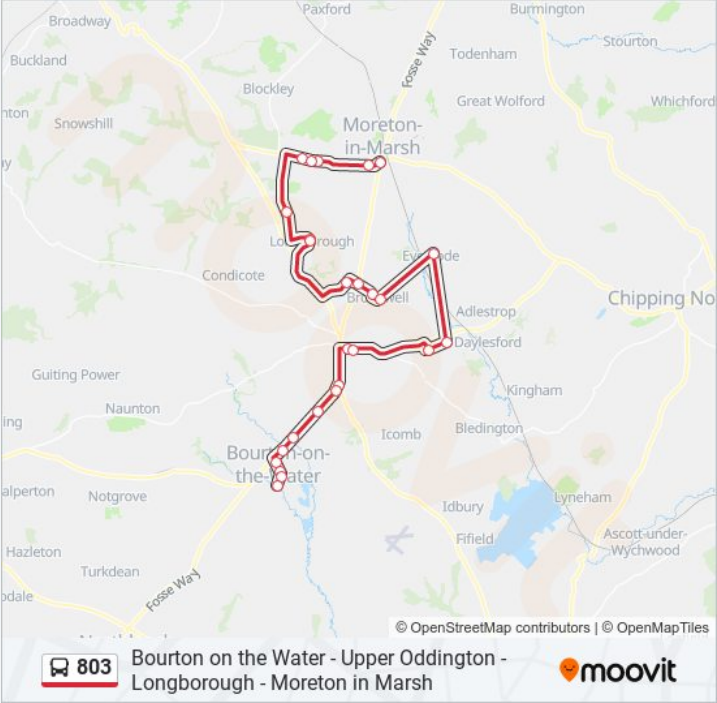 Paxford
Burmington
Broadway
Stourton
Buckland
Fosse Way
Todenham
Blockley
Great Wolford
Whichford
Snowshill
Moreton-
in-Marsh
Condicote
Adlestrop
Chipping No
Daylesford
Guiting Power
Kingham
Naunton
Icomb
Bledington
Bourton-on-
the-Water
alperton
Notgrove
Lyneham
Idbury
Fifield
Ascott-under-
Wychwood
Hazleton
Turkdean
Fosse Way
© OpenStreetMap contributors | © OpenMapTiles
803
Bourton on the Water - Upper Oddington -
Longborough - Moreton in Marsh
moovit